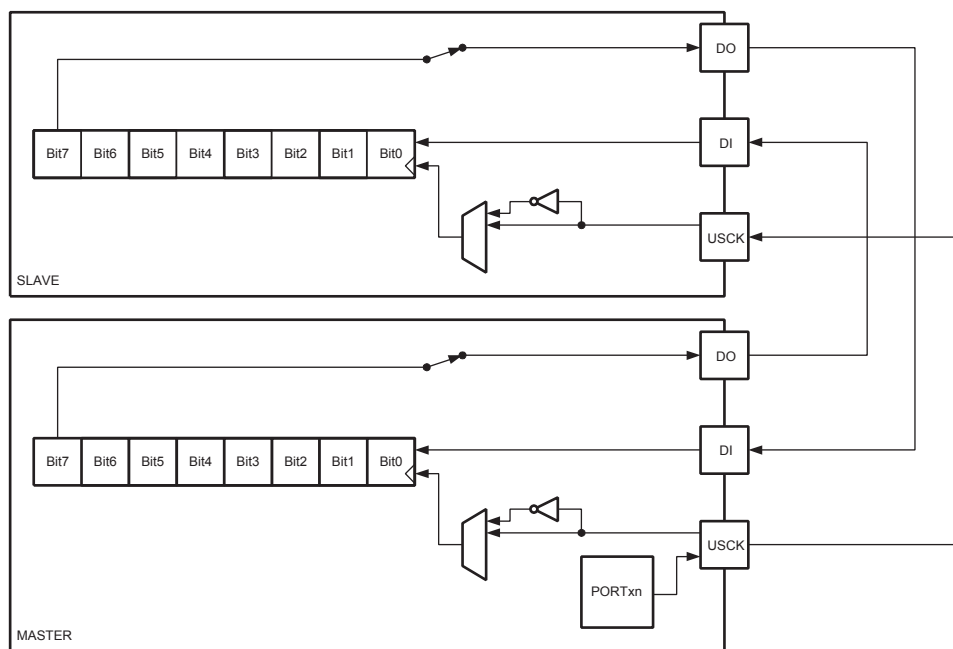 DO
Bit7 Bit6 Bit5 Bit4 Bit3 Bit2 Bit1 Bit0
DI
USCK
SLAVE
DO
Bit7 Bit6 Bit5 Bit4 Bit3 Bit2 Bit1 Bit0
DI
USCK
PORTxn
MASTER